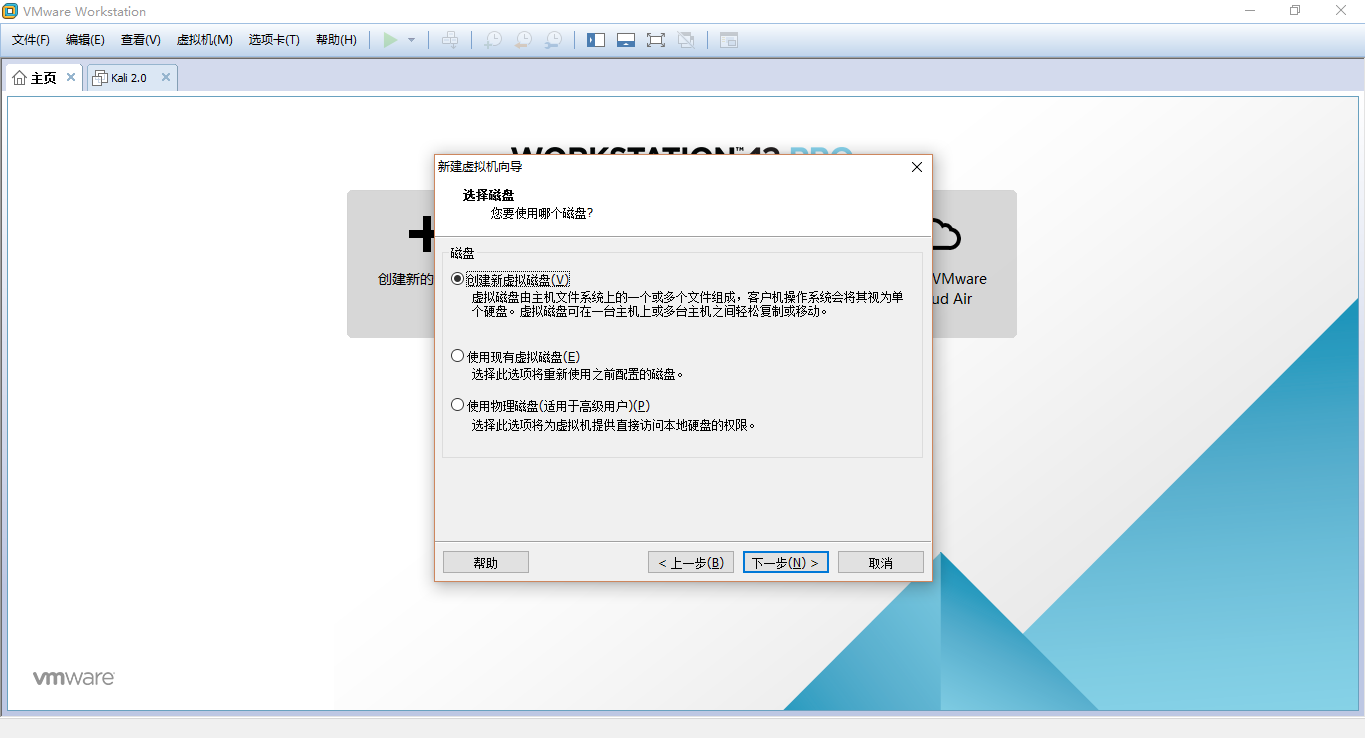 VMware Workstation
文件(F) 编辑(E) 查看(V) 虚拟机(M) 选项卡(T) 帮助(H)
主页 Kali 2.0
WORKSTATION™ 12 PRO
新建虚拟机向导
选择磁盘
您要使用哪个磁盘?
磁盘
创建新虚拟磁盘(V)
虚拟磁盘由主机文件系统上的一个或多个文件组成，客户机操作系统会将其视为单
个硬盘。虚拟磁盘可在一台主机上或多台主机之间轻松复制或移动。
使用现有虚拟磁盘(E)
选择此选项将重新使用之前配置的磁盘。
使用物理磁盘(适用于高级用户)(P)
选择此选项将为虚拟机提供直接访问本地硬盘的权限。
创建新的
VMware
ud Air
帮助 < 上一步(B) 下一步(N) > 取消
vmware